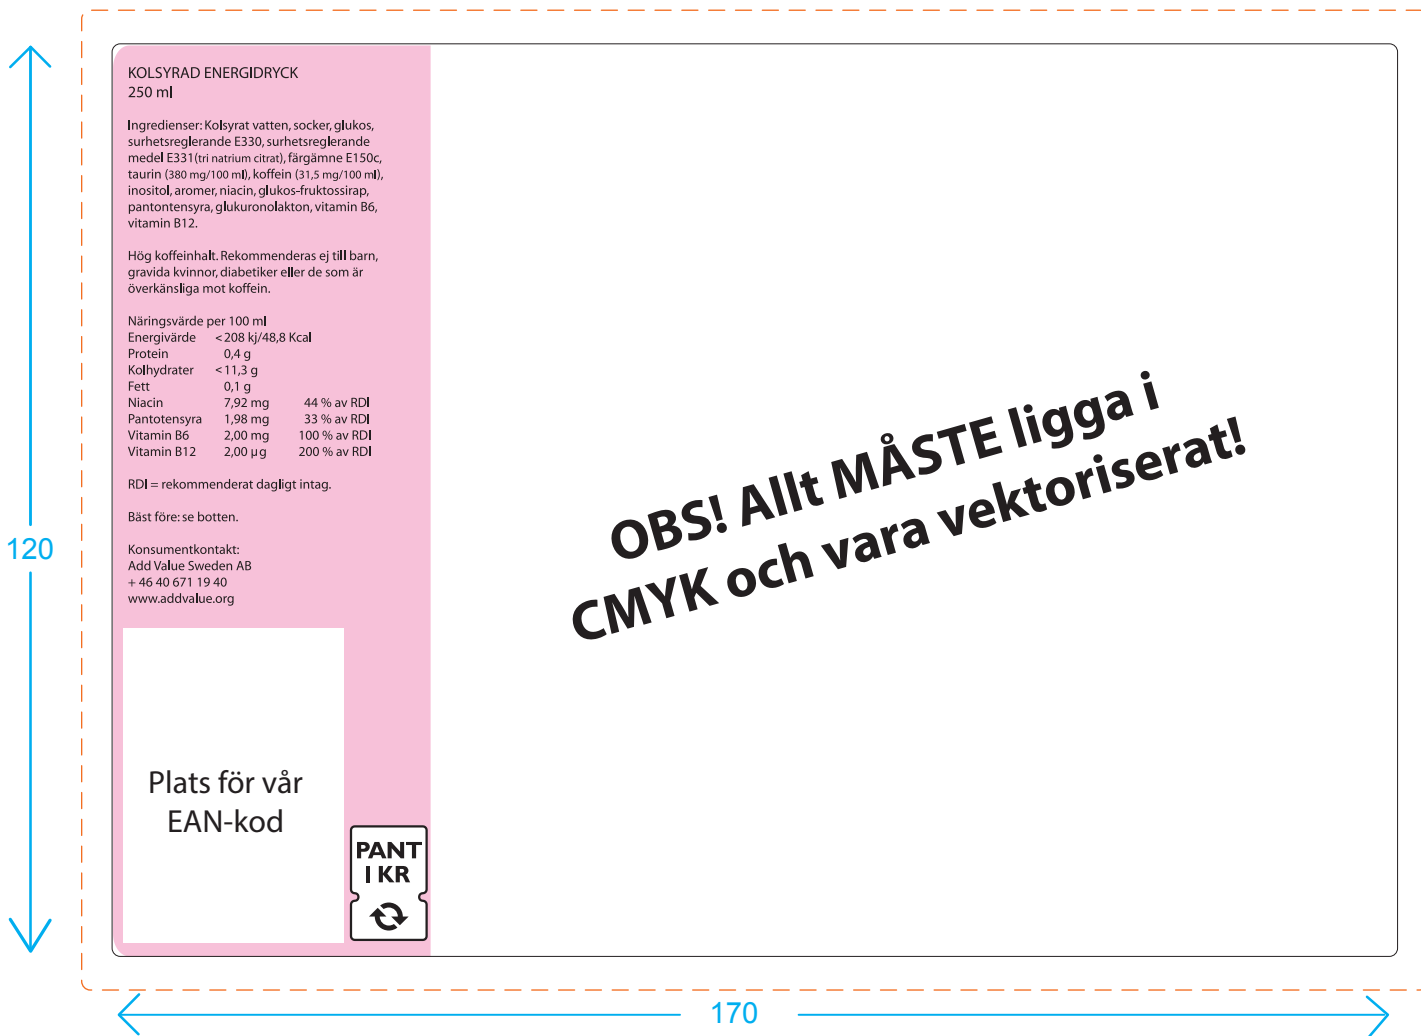 KOLSYRAD ENERGIDRYCK
250 ml
Ingredienser: Kolsyrat vatten, socker, glukos,
surhetsreglerande E330, surhetsreglerande
medel E331(tri natrium citrat), färgämne E150c,
taurin (380 mg/100 ml), koffein (31,5 mg/100 ml),
inositol, aromer, niacin, glukos-fruktossirap,
pantontensyra, glukuronolakton, vitamin B6,
vitamin B12.
Hög koffeinhalt. Rekommenderas ej till barn,
gravida kvinnor, diabetiker eller de som är
överkänsliga mot koffein.
Näringsvärde per 100 ml
Energivärde <208 kj/48,8 Kcal
Protein 0,4 g
Kolhydrater <11,3 g
Fett 0,1 g
Niacin 7,92 mg 44 % av RDI
Pantotensyra 1,98 mg 33 % av RDI
Vitamin B6 2,00 mg 100 % av RDI
Vitamin B12 2,00 µg 200 % av RDI
RDI = rekommenderat dagligt intag.
Bäst före: se botten.
Konsumentkontakt:
Add Value Sweden AB
+ 46 40 671 19 40
www.addvalue.org
Plats för vår
EAN-kod
PANT
1 KR
OBS! Allt MÅSTE ligga i
CMYK och vara vektoriserat!
120
170